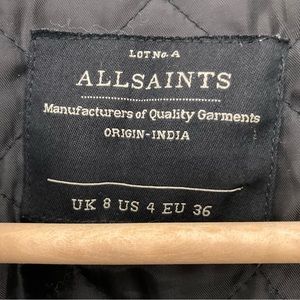 LOT NO. A
ALLSAINTS
Manufacturers of Quality Garments
ORIGIN-INDIA
UK 8 US 4 EU 36